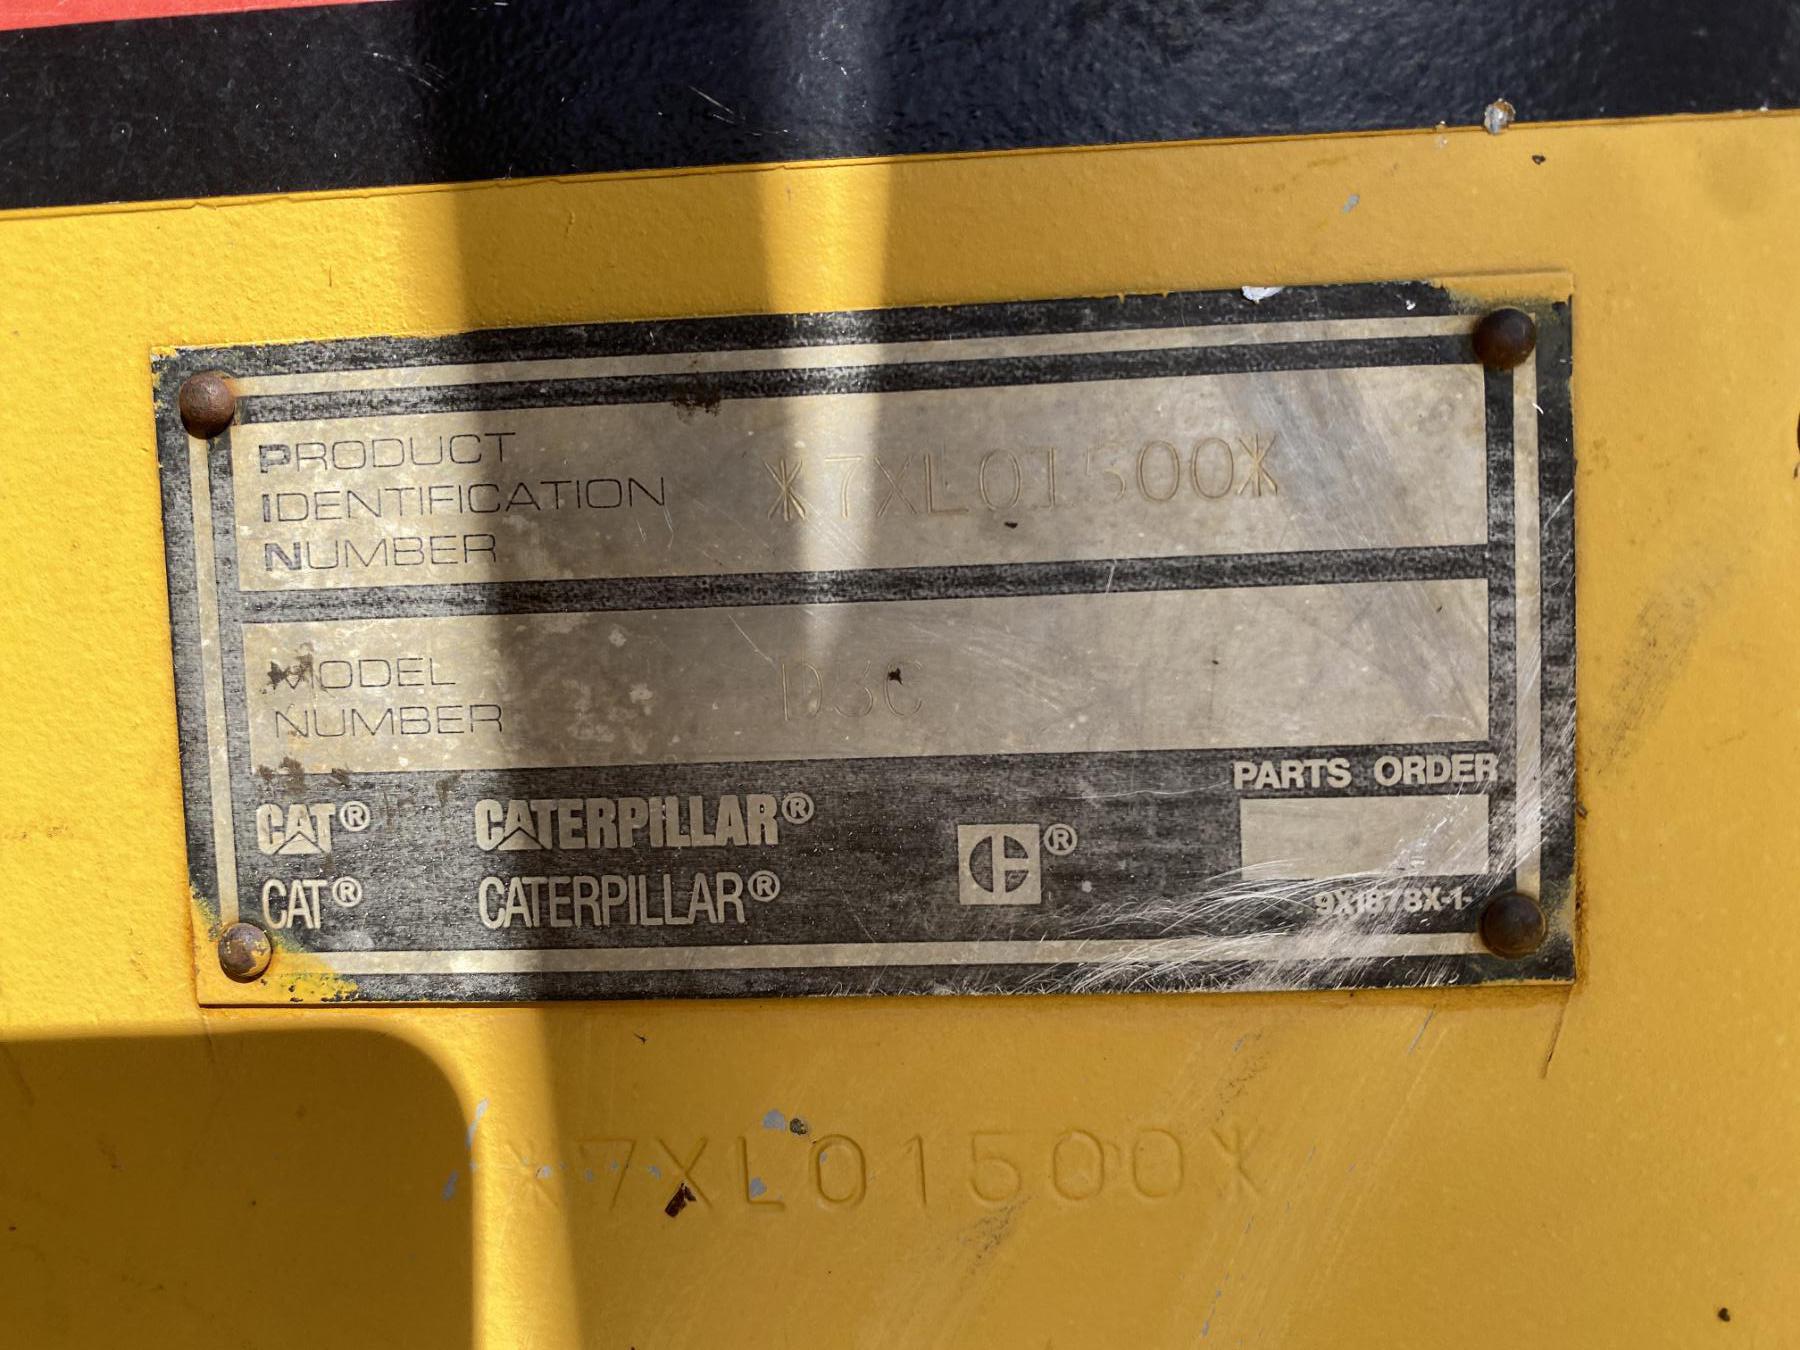 PRODUCT
IDENTIFICATION
NUMBER
*7XL01500*
MODEL
NUMBER
D3C
PARTS ORDER
CAT® CATERPILLAR® ®
CAT® CATERPILLAR®
9X1878X-1-
*7XL01500*